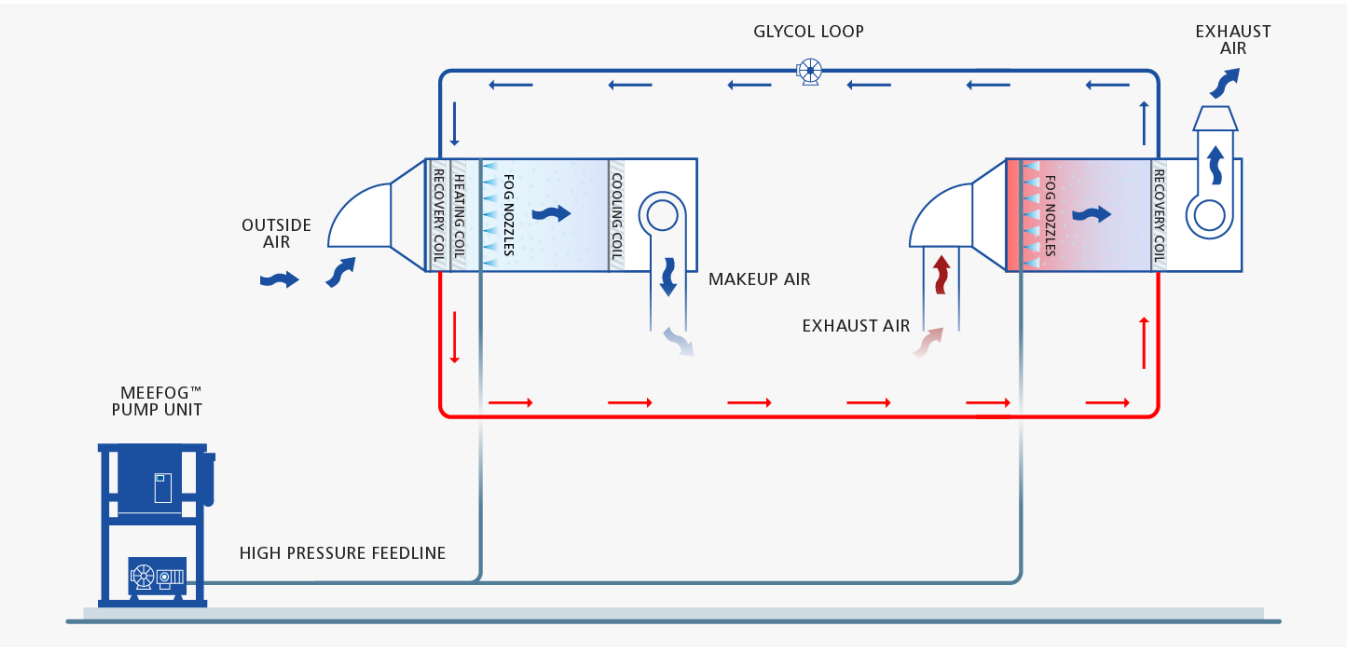 GLYCOL LOOP
EXHAUST
AIR
RECOVERY COIL
HEATING COIL
FOG NOZZLES
COOLING COIL
FOG NOZZLES
RECOVERY COIL
OUTSIDE
AIR
MAKEUP AIR
EXHAUST AIR
MEEFOG™
PUMP UNIT
HIGH PRESSURE FEEDLINE